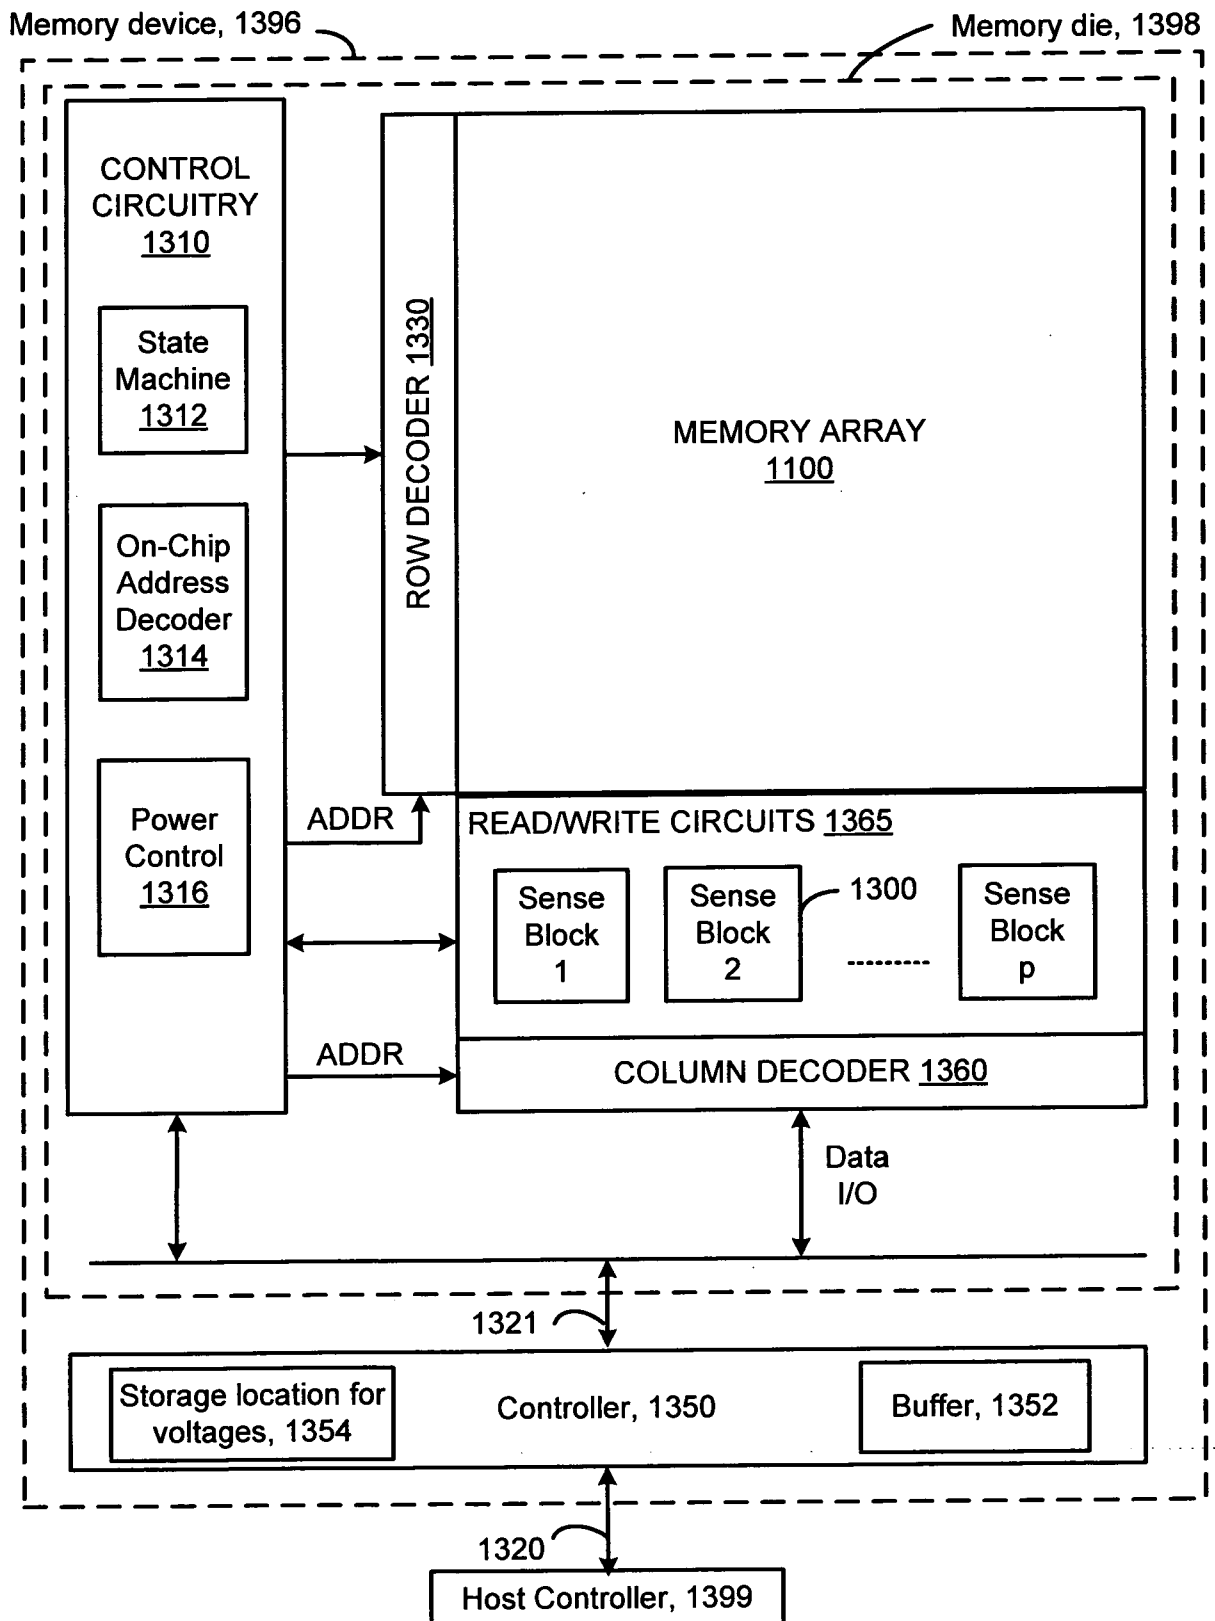 Memory device, 1396
Memory die, 1398
CONTROL
CIRCUITRY
1310
State
Machine
1312
On-Chip
Address
Decoder
1314
Power
Control
1316
ROW DECODER 1330
MEMORY ARRAY
1100
ADDR
READ/WRITE CIRCUITS 1365
Sense
Block
1
Sense
Block
2
1300
Sense
Block
p
ADDR
COLUMN DECODER 1360
Data
I/O
1321
Storage location for
voltages, 1354
Controller, 1350
Buffer, 1352
1320
Host Controller, 1399